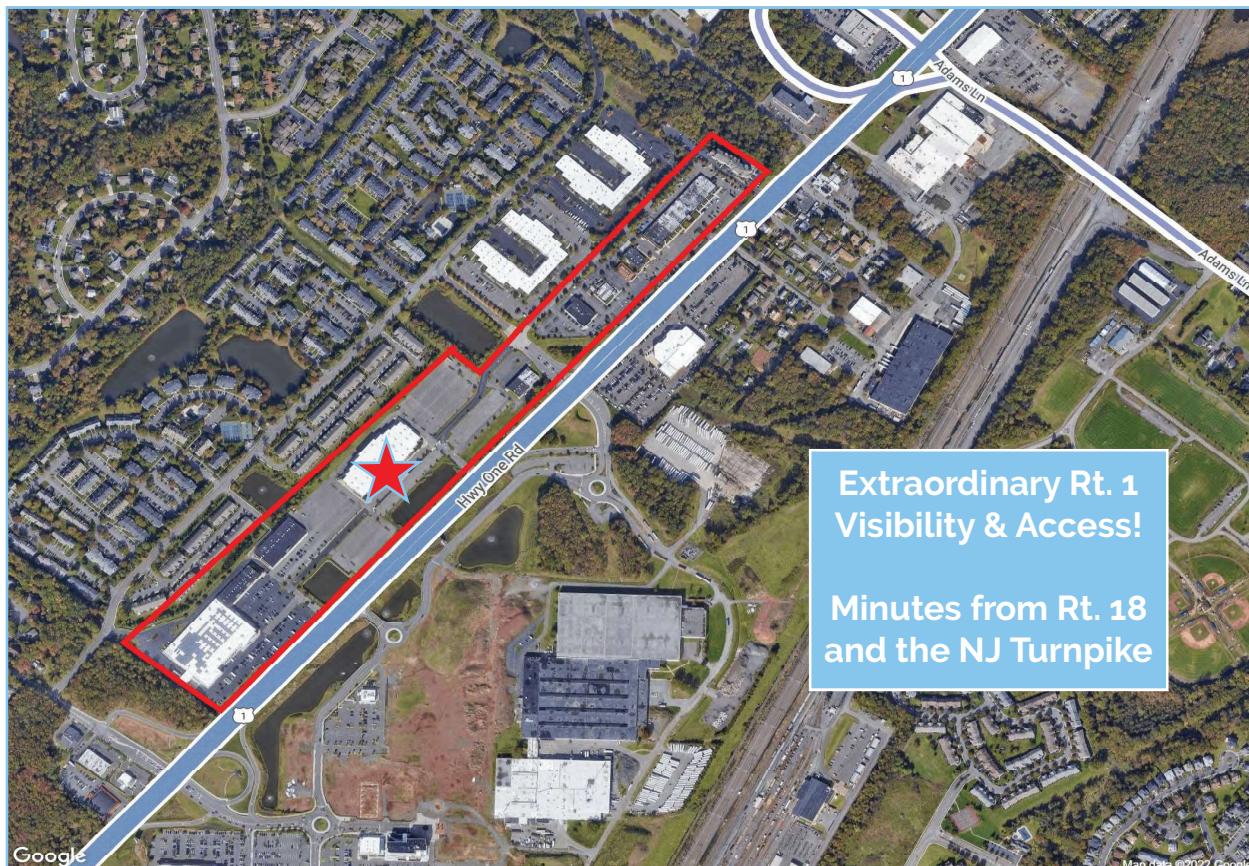 1
Adams Ln
1
Adams Ln
Hwy One Rd
Extraordinary Rt. 1
Visibility & Access!
Minutes from Rt. 18
and the NJ Turnpike
1
Google
Map data ©2022 Google